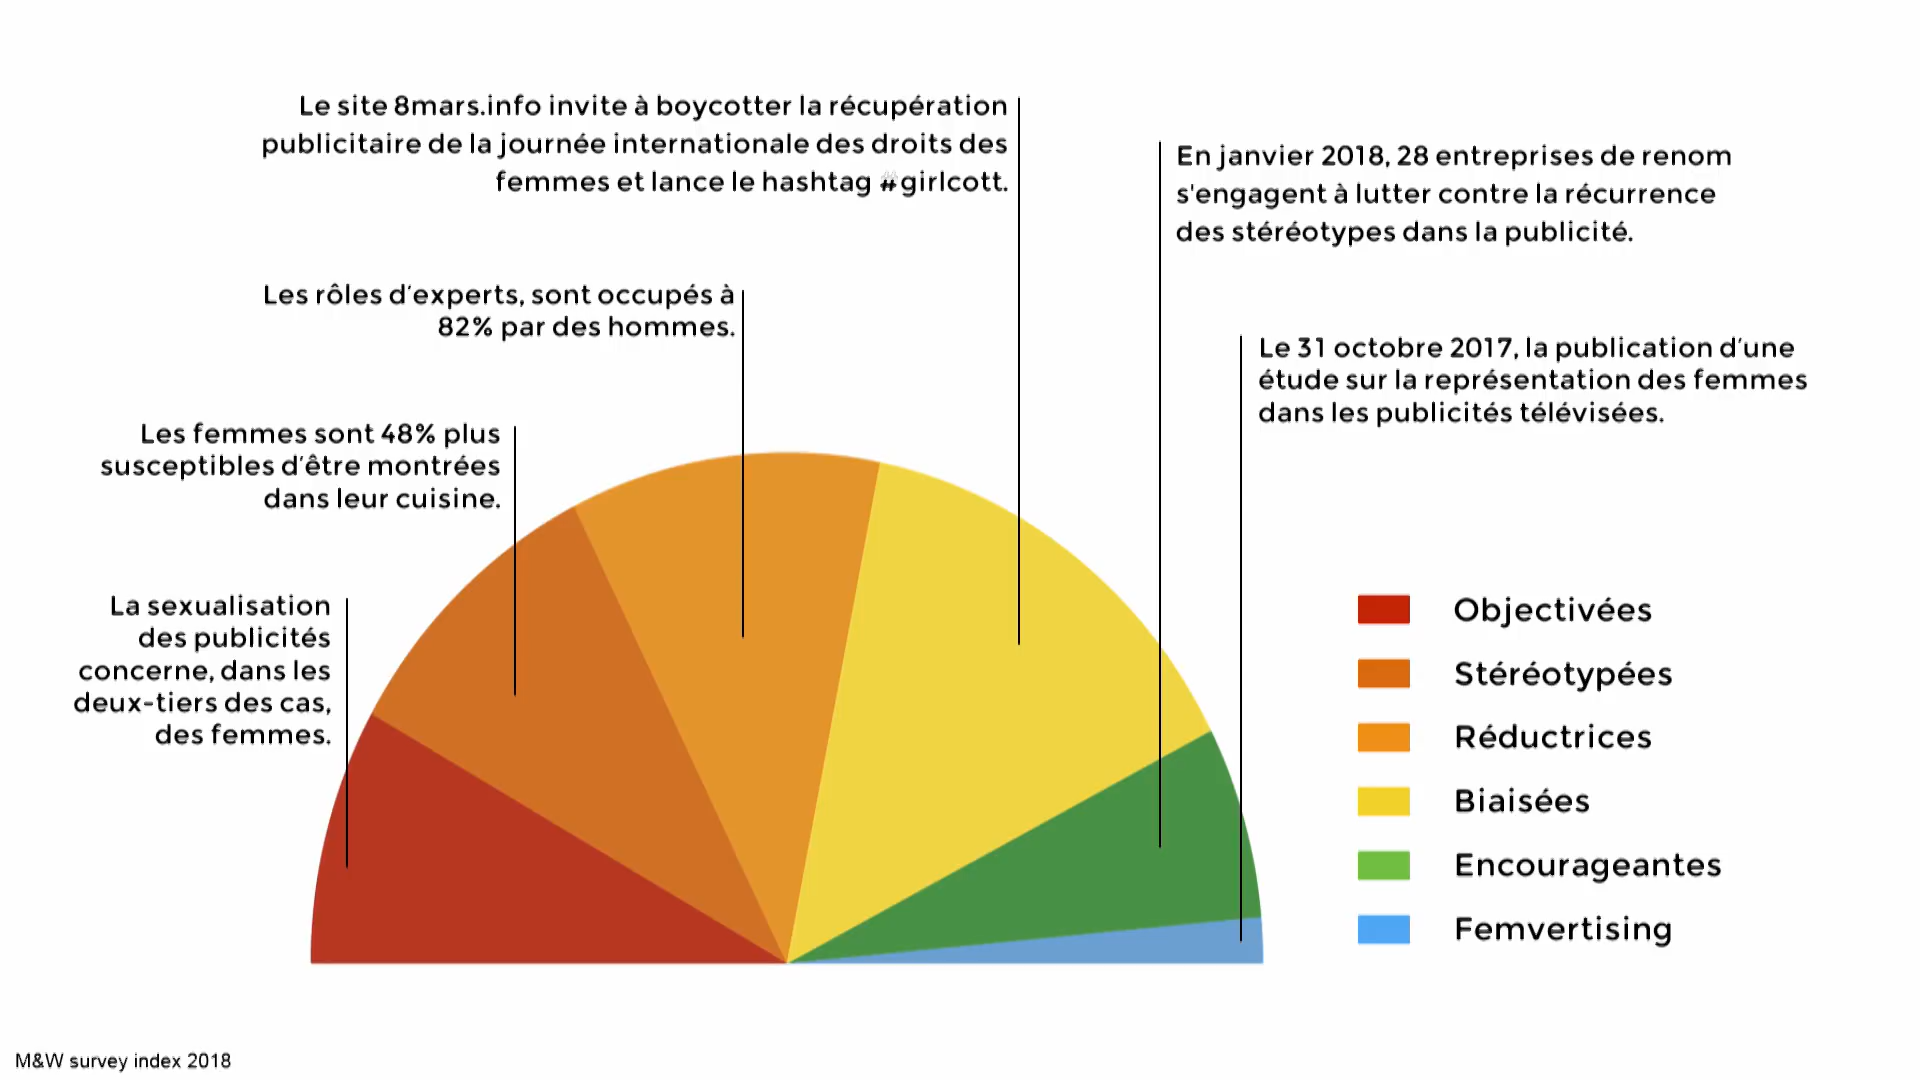 Le site 8mars.info invite à boycotter la récupération
publicitaire de la journée internationale des droits des
femmes et lance le hashtag #girlcott.
En janvier 2018, 28 entreprises de renom
s'engagent à lutter contre la récurrence
des stéréotypes dans la publicité.
Les rôles d'experts, sont occupés à
82% par des hommes.
Le 31 octobre 2017, la publication d'une
étude sur la représentation des femmes
dans les publicités télévisées.
Les femmes sont 48% plus
susceptibles d'être montrées
dans leur cuisine.
La sexualisation
des publicités
concerne, dans les
deux-tiers des cas,
des femmes.
Objectivées
Stéréotypées
Réductrices
Biaisées
Encourageantes
Femvertising
M&W survey index 2018